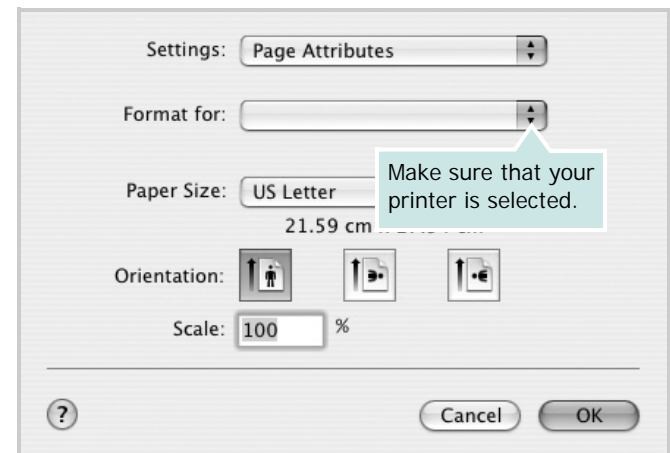 Settings: Page Attributes
Format for:
Make sure that your
printer is selected.
Paper Size: US Letter
21.59 cm
Orientation:
Scale: 100 %
? Cancel OK